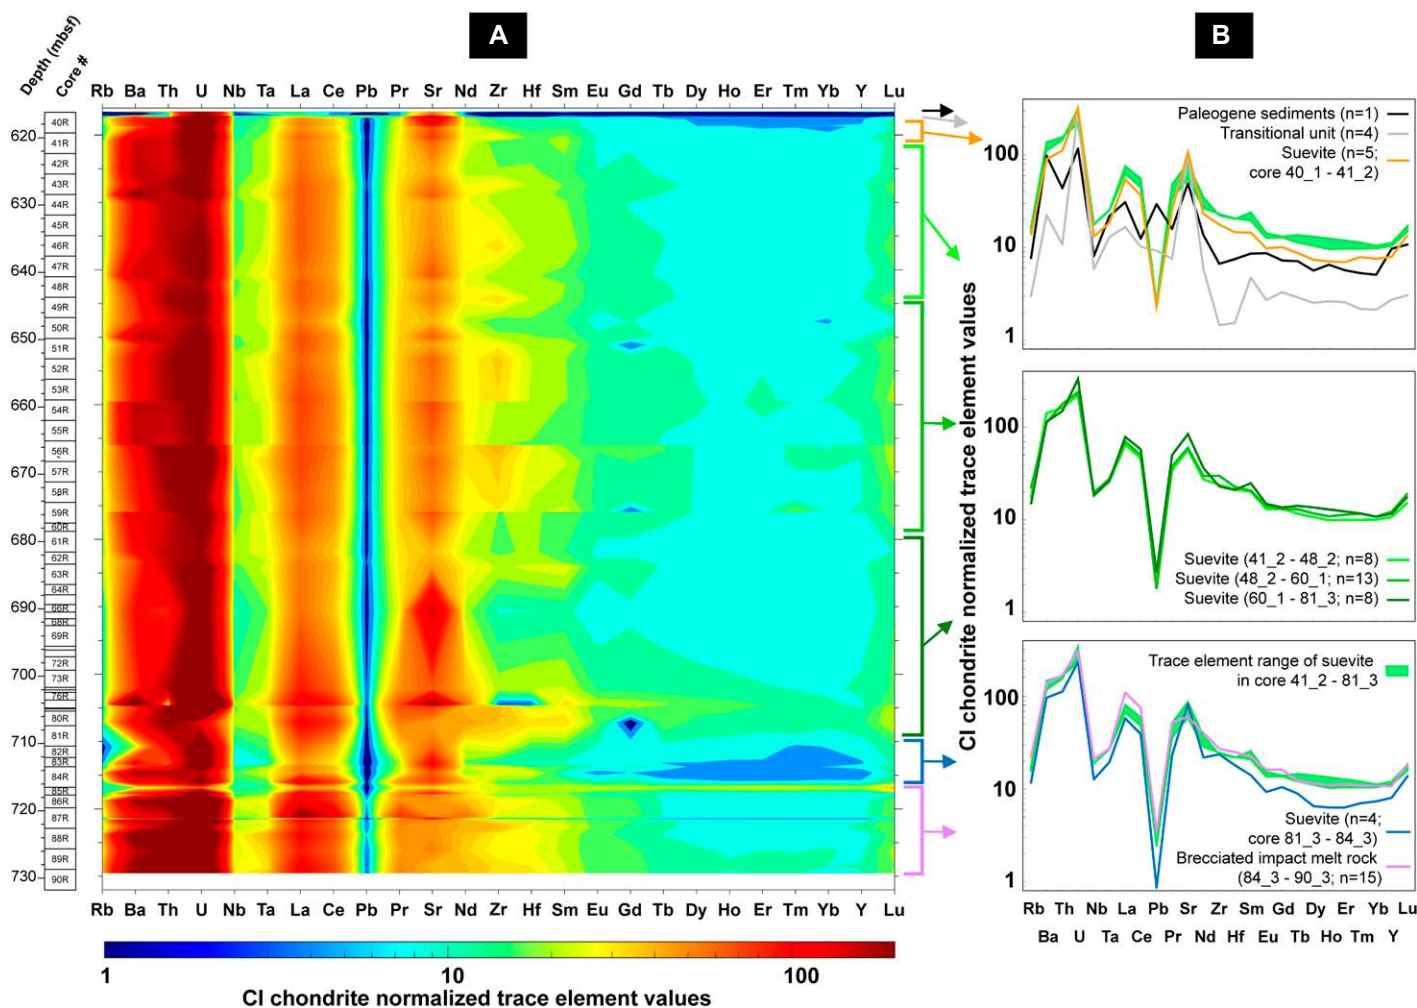 A
B
Depth (mbsf)
Core #
Rb Ba Th U Nb Ta La Ce Pb Pr Sr Nd Zr Hf Sm Eu Gd Tb Dy Ho Er Tm Yb Y Lu
620
630
640
650
660
670
680
690
700
710
720
730
40R
41R
42R
43R
44R
45R
46R
47R
48R
49R
50R
51R
52R
53R
54R
55R
56R
57R
58R
59R
60R
61R
62R
63R
64R
66R
68R
69R
72R
73R
76R
80R
81R
82R
83R
84R
85R
86R
87R
88R
89R
90R
Rb Ba Th U Nb Ta La Ce Pb Pr Sr Nd Zr Hf Sm Eu Gd Tb Dy Ho Er Tm Yb Y Lu
1 10 100
CI chondrite normalized trace element values
CI chondrite normalized trace element values
100
10
1
Paleogene sediments (n=1)
Transitional unit (n=4)
Suevite (n=5;
core 40_1 - 41_2)
100
10
1
Suevite (41_2 - 48_2; n=8)
Suevite (48_2 - 60_1; n=13)
Suevite (60_1 - 81_3; n=8)
100
10
1
Trace element range of suevite
in core 41_2 - 81_3
Suevite (n=4;
core 81_3 - 84_3)
Brecciated impact melt rock
(84_3 - 90_3; n=15)
Rb Th Nb La Pb Sr Zr Sm Gd Dy Er Yb Lu
Ba U Ta Ce Pr Nd Hf Eu Tb Ho Tm Y